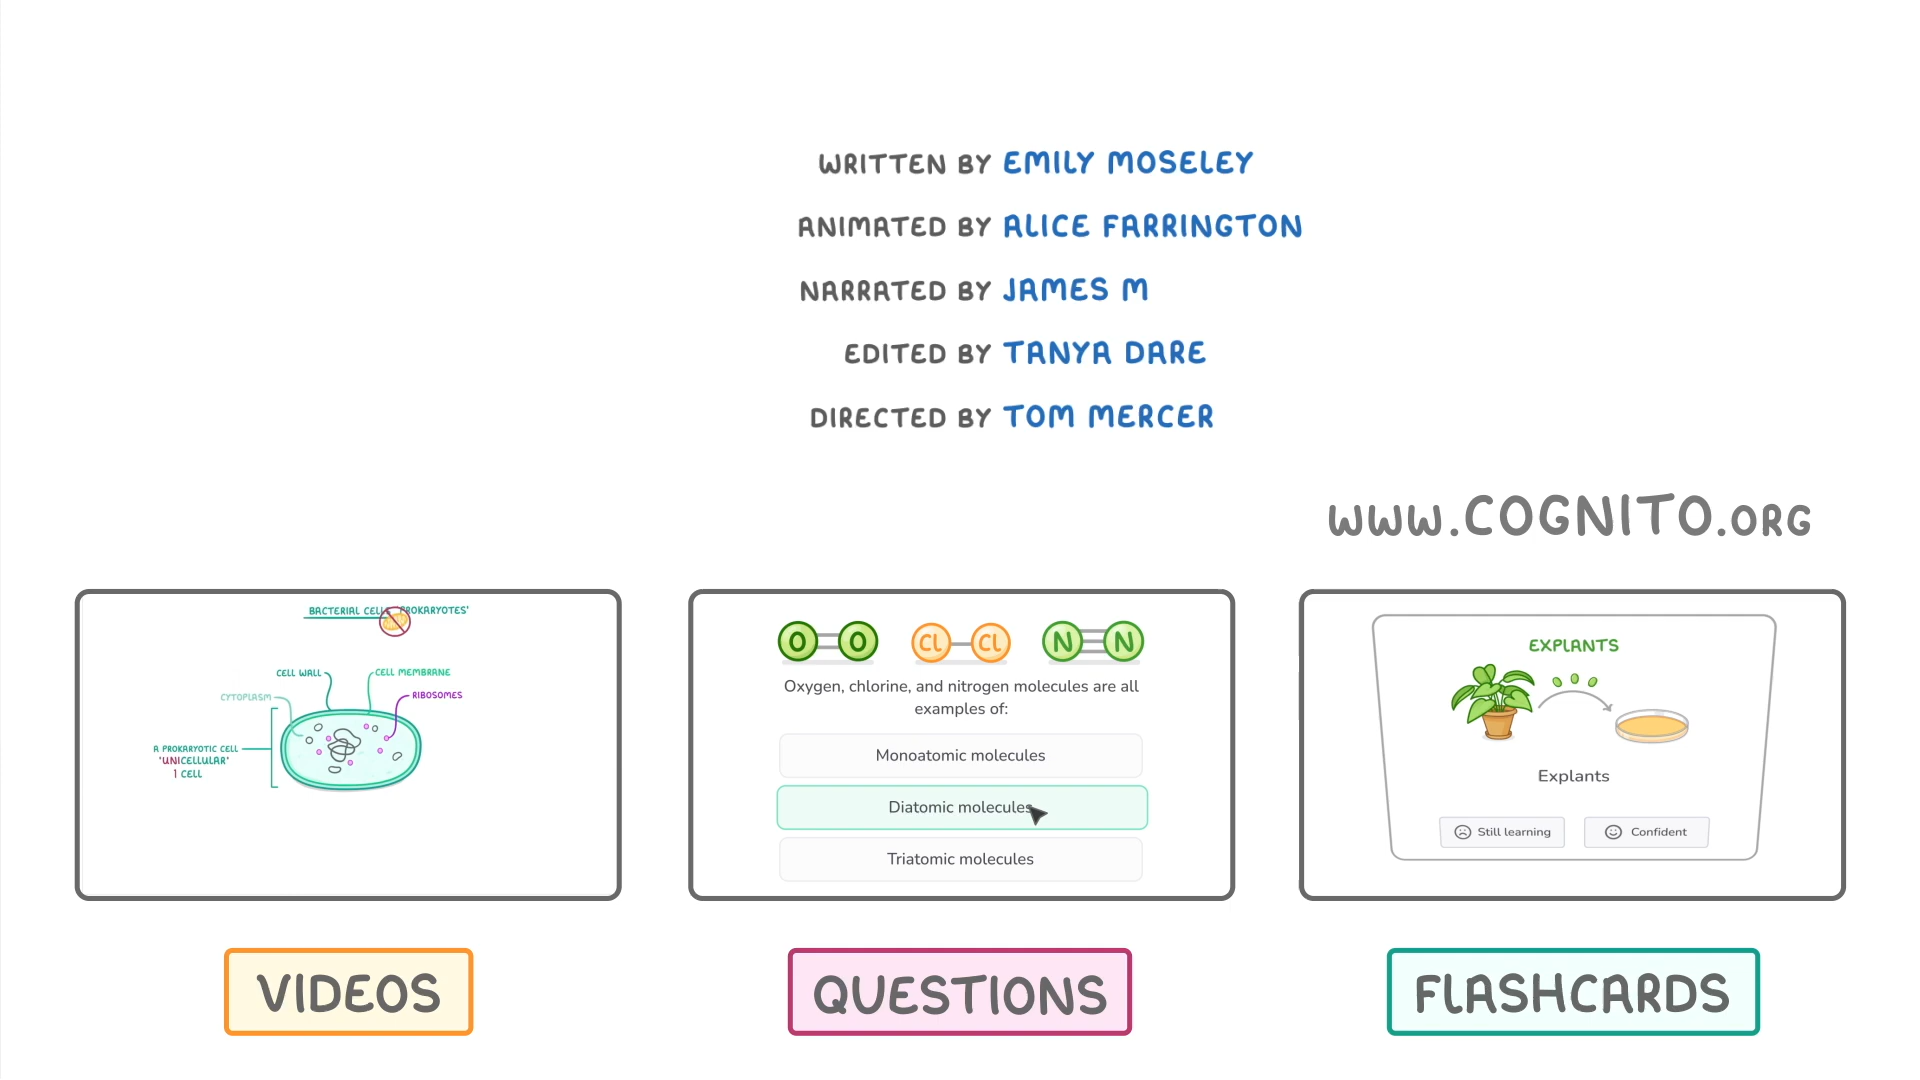 WRITTEN BY EMILY MOSELEY
ANIMATED BY ALICE FARRINGTON
NARRATED BY JAMES M
EDITED BY TANYA DARE
DIRECTED BY TOM MERCER
www.COGNITO.ORG
BACTERIAL CELLS 'PROKARYOTES'
CELL WALL
CELL MEMBRANE
CYTOPLASM
RIBOSOMES
A PROKARYOTIC CELL
"UNICELLULAR"
1 CELL
O O Cl Cl N N
Oxygen, chlorine, and nitrogen molecules are all
examples of:
Monoatomic molecules
Diatomic molecules
Triatomic molecules
EXPLANTS
Explants
Still learning
Confident
VIDEOS
QUESTIONS
FLASHCARDS